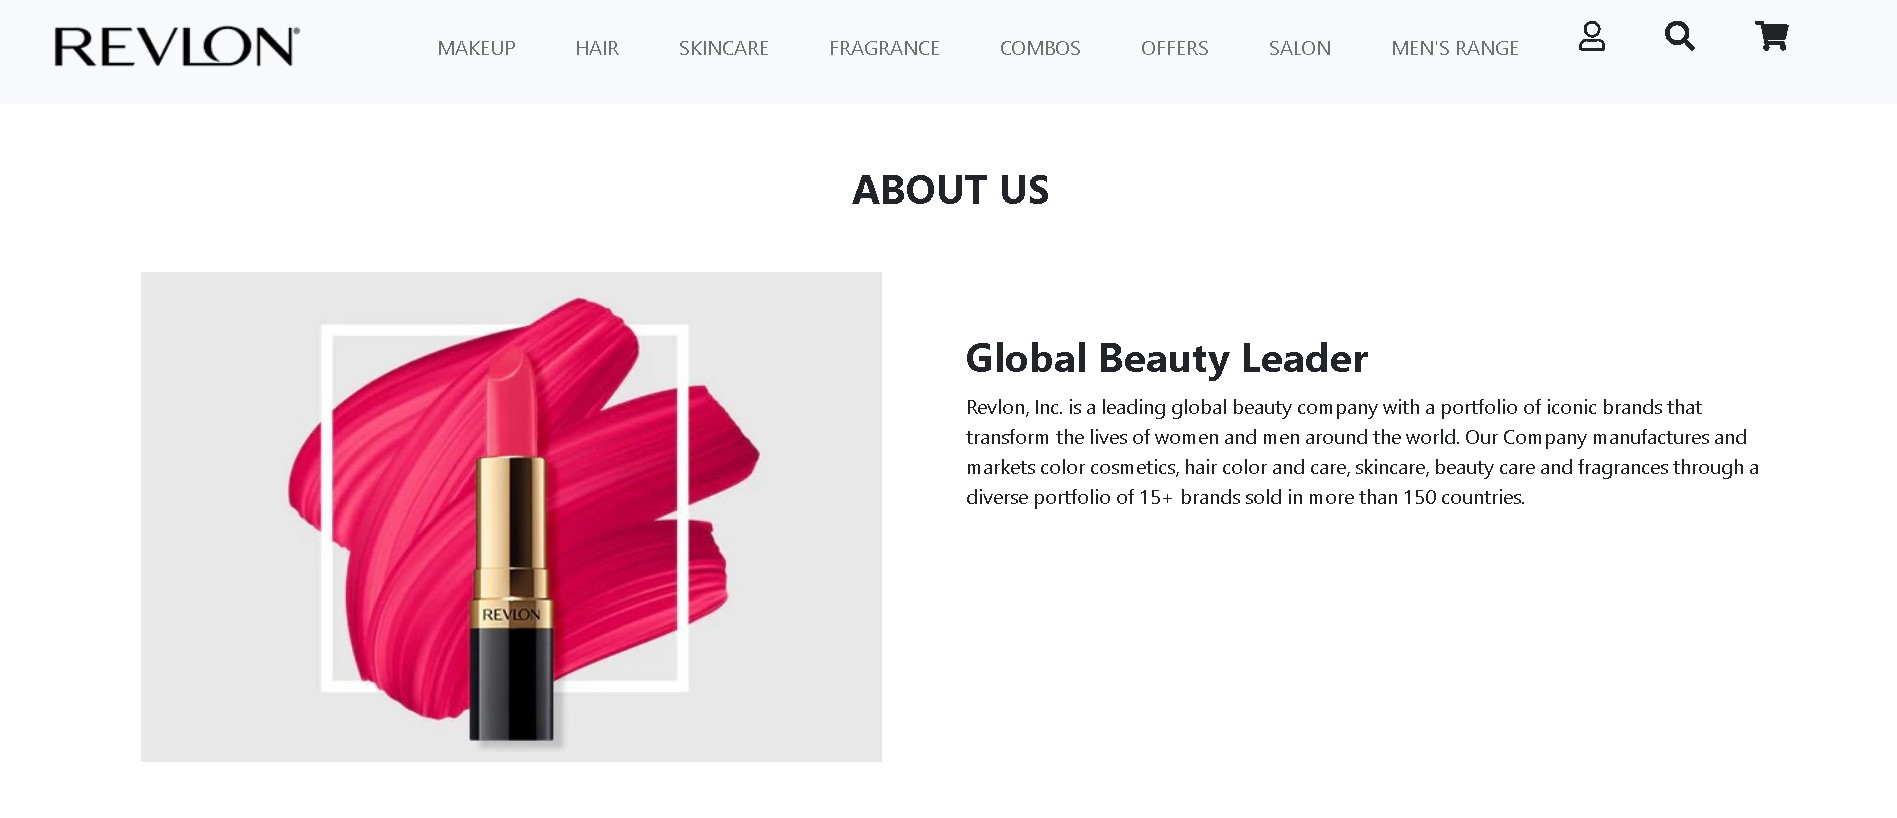 REVLON®
MAKEUP HAIR SKINCARE FRAGRANCE COMBOS OFFERS SALON MEN'S RANGE
ABOUT US
REVLON
Global Beauty Leader
Revlon, Inc. is a leading global beauty company with a portfolio of iconic brands that
transform the lives of women and men around the world. Our Company manufactures and
markets color cosmetics, hair color and care, skincare, beauty care and fragrances through a
diverse portfolio of 15+ brands sold in more than 150 countries.